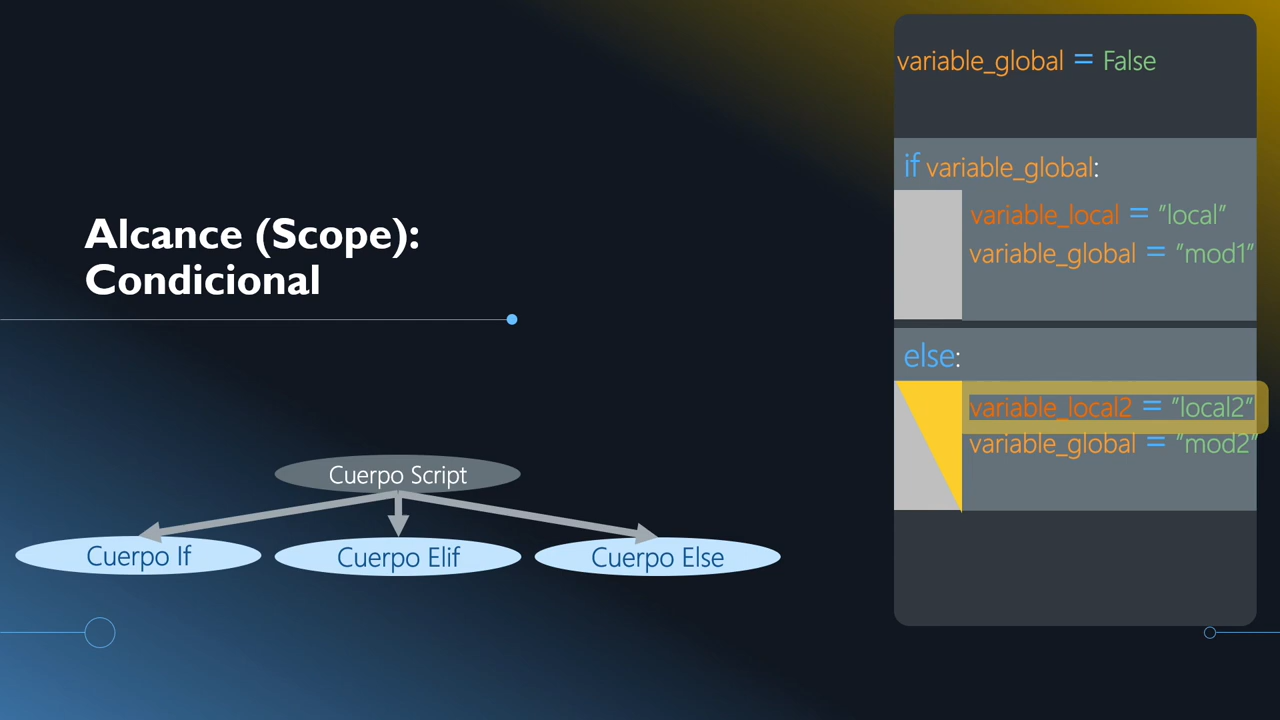 Alcance (Scope):
Condicional
Cuerpo Script
Cuerpo If
Cuerpo Elif
Cuerpo Else
variable_global = False
if variable_global:
variable_local = "local"
variable_global = "mod1"
else:
variable_local2 = "local2"
variable_global = "mod2"